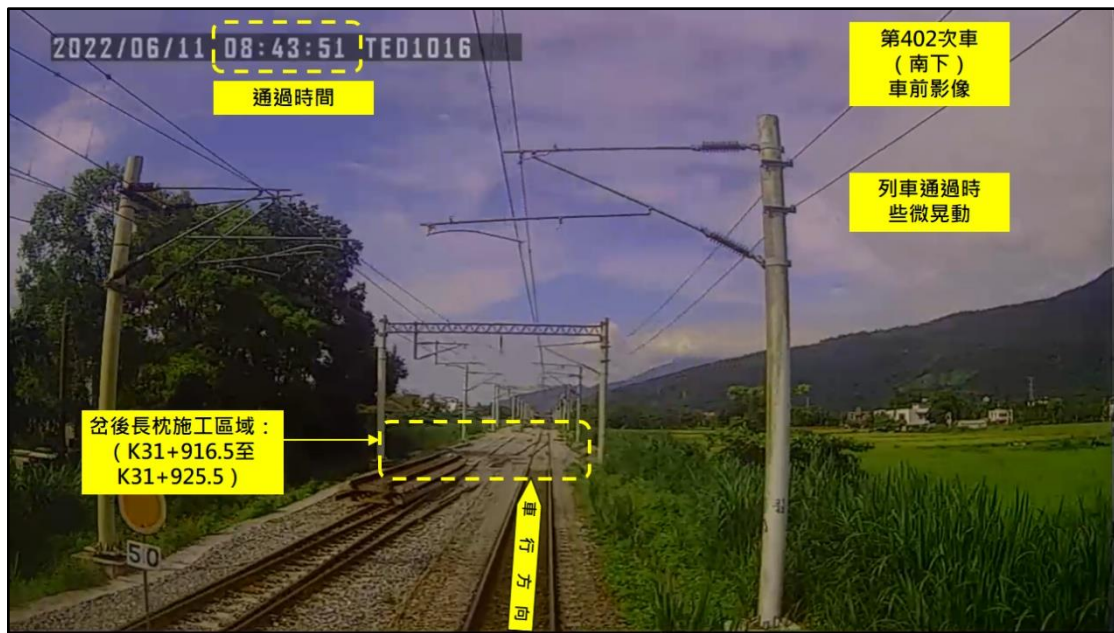 2022/06/11 08:43:51 TED1016
通過時間
第402次車
（南下）
車前影像
列車通過時
些微晃動
岔後長枕施工區域：
（K31+916.5至
K31+925.5）
50
車行方向